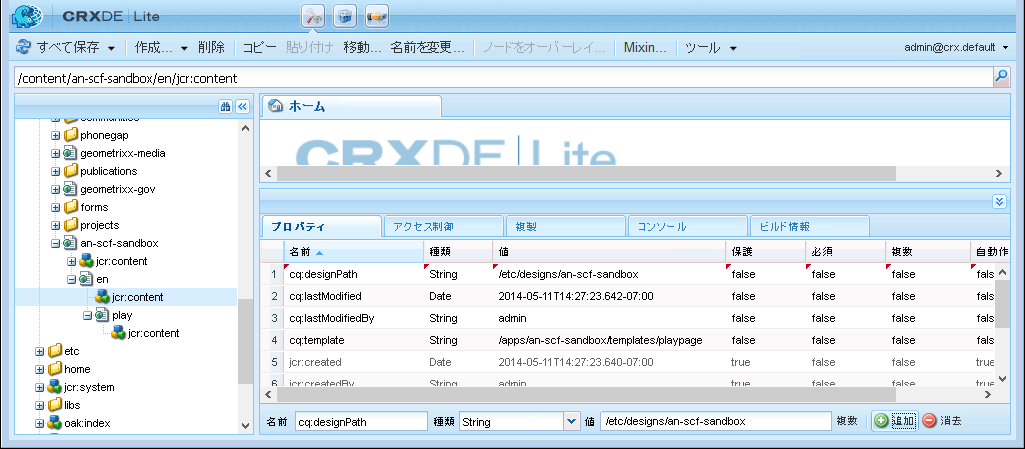 CRXDE | Lite
すべて保存 作成... 削除 コピー 貼り付け 移動... 名前を変更... ノードをオーバーレイ... Mixin... ツール admin@crx.default
/content/an-scf-sandbox/en/jcr:content
communities
phonegap
geometrixx-media
publications
geometrixx-gov
forms
projects
an-scf-sandbox
jcr:content
en
jcr:content
play
jcr:content
etc
home
jcr:system
libs
oak:index
ホーム
CRXDE | Lite
プロパティ アクセス制御 複製 コンソール ビルド情報
名前 種類 値 保護 必須 複数 自動作
1 cq:designPath String /etc/designs/an-scf-sandbox false false false fals
2 cq:lastModified Date 2014-05-11T14:27:23.642-07:00 false false false false
3 cq:lastModifiedBy String admin false false false false
4 cq:template String /apps/an-scf-sandbox/templates/playpage false false false false
5 jcr:created Date 2014-05-11T14:27:23.640-07:00 true false false true
6 jcr:createdBy String admin true false false true
名前 cq:designPath 種類 String 値 /etc/designs/an-scf-sandbox 複数 追加 消去